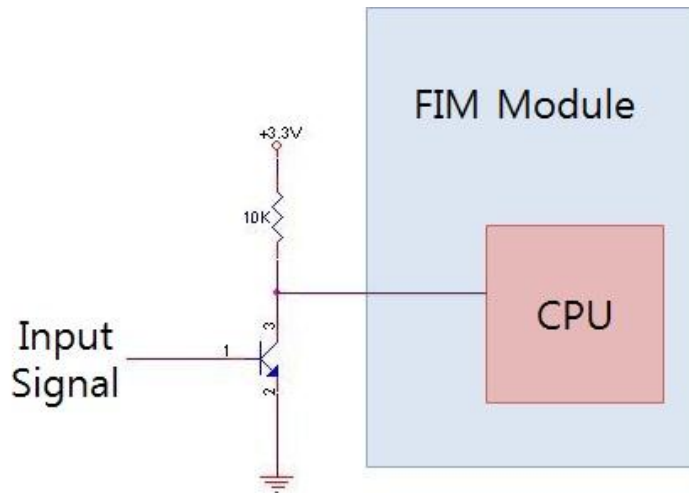 FIM Module
+3.3V
10K
CPU
3
Input
Signal
1
2